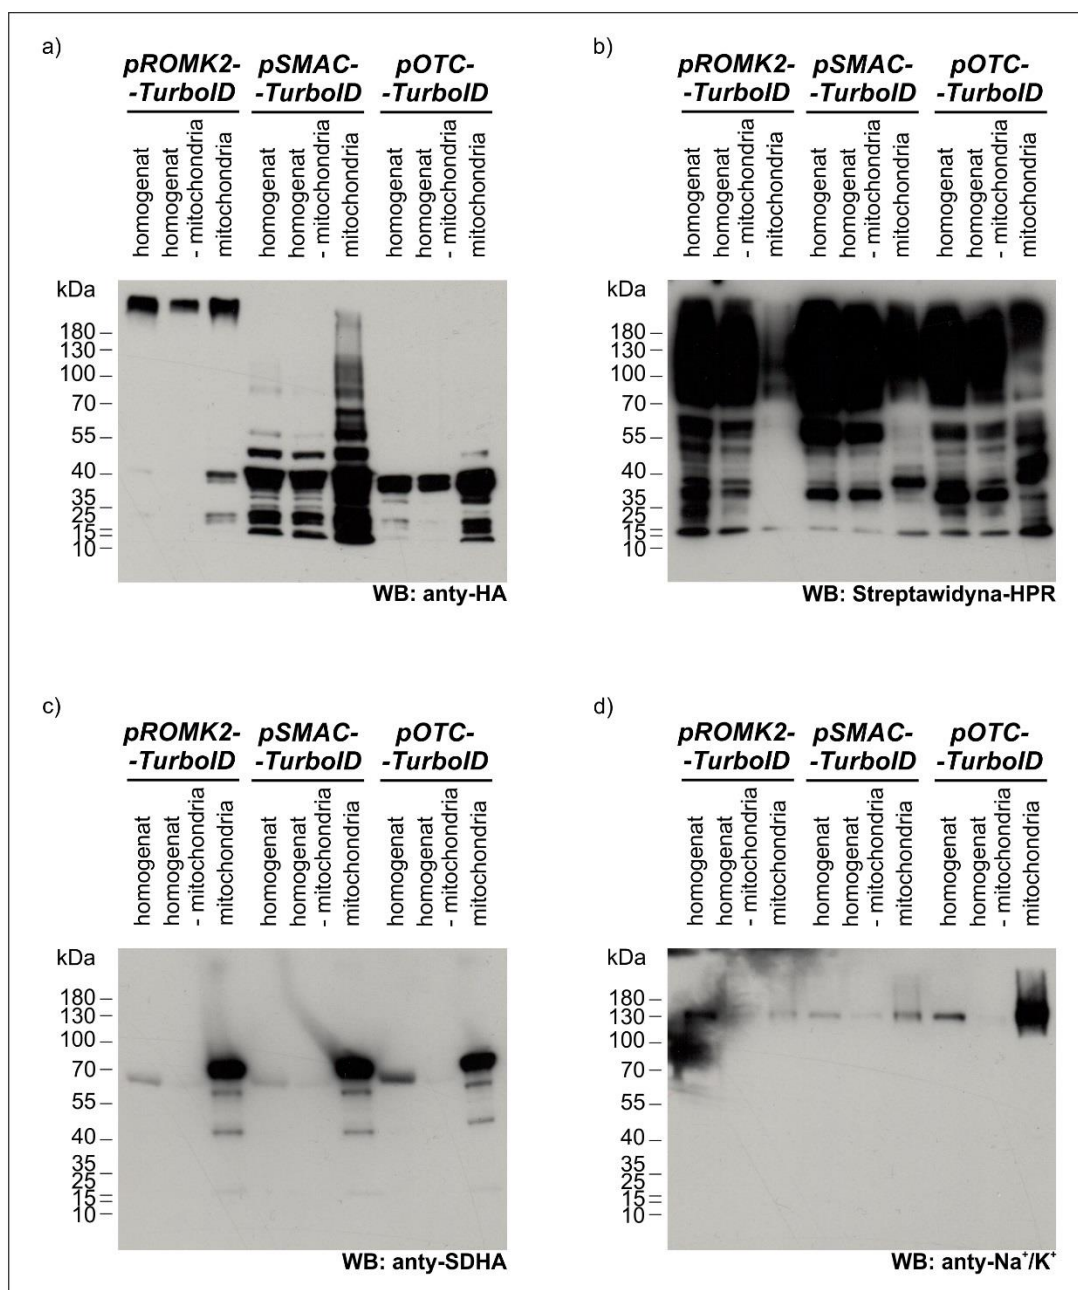 a)
pROMK2-
-TurboID
pSMAC-
-TurboID
pOTC-
-TurboID
homogenat
homogenat
- mitochondria
mitochondria
homogenat
homogenat
- mitochondria
mitochondria
homogenat
homogenat
- mitochondria
mitochondria
kDa
180
130
100
70
55
40
35
25
15
10
WB: anty-HA
b)
pROMK2-
-TurboID
pSMAC-
-TurboID
pOTC-
-TurboID
homogenat
homogenat
- mitochondria
mitochondria
homogenat
homogenat
- mitochondria
mitochondria
homogenat
homogenat
- mitochondria
mitochondria
kDa
180
130
100
70
55
40
35
25
15
10
WB: Streptawidyna-HPR
c)
pROMK2-
-TurboID
pSMAC-
-TurboID
pOTC-
-TurboID
homogenat
homogenat
- mitochondria
mitochondria
homogenat
homogenat
- mitochondria
mitochondria
homogenat
homogenat
- mitochondria
mitochondria
kDa
180
130
100
70
55
40
35
25
15
10
WB: anty-SDHA
d)
pROMK2-
-TurboID
pSMAC-
-TurboID
pOTC-
-TurboID
homogenat
homogenat
- mitochondria
mitochondria
homogenat
homogenat
- mitochondria
mitochondria
homogenat
homogenat
- mitochondria
mitochondria
kDa
180
130
100
70
55
40
35
25
15
10
WB: anty-Na⁺/K⁺